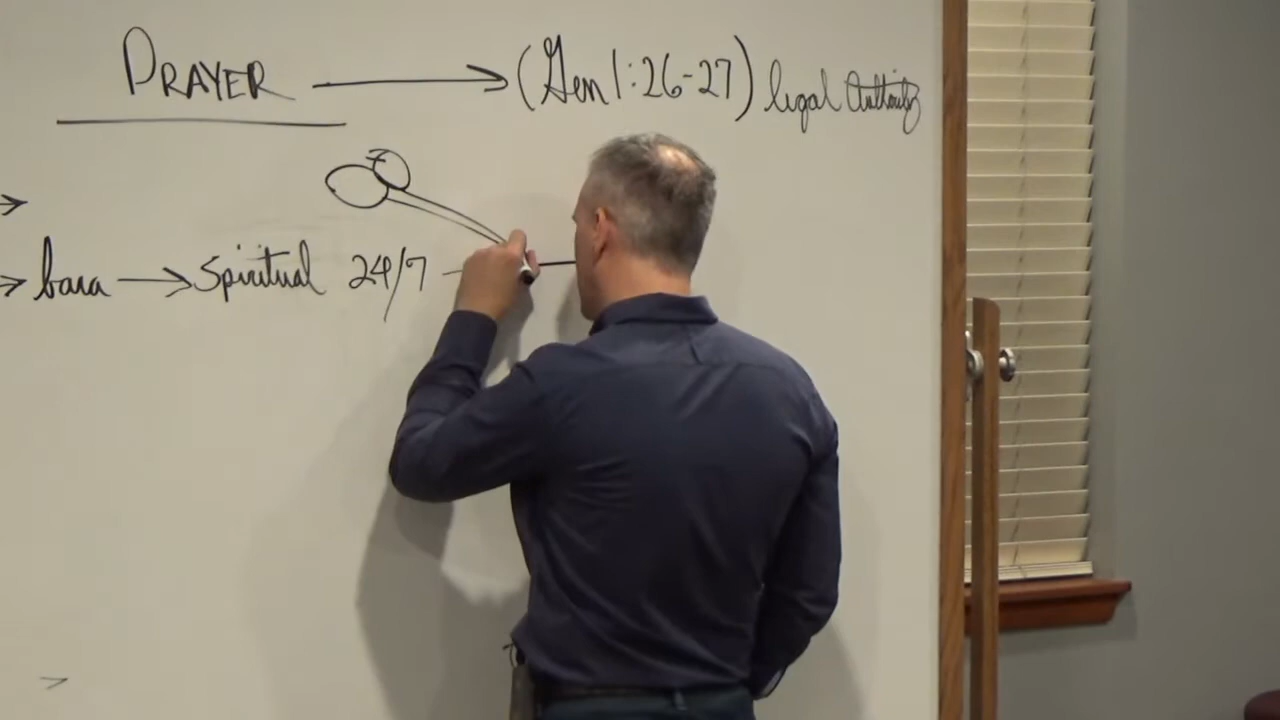 PRAYER → (Gen 1:26-27) legal Authority
→
→ bara → Spiritual 24/7 —
>